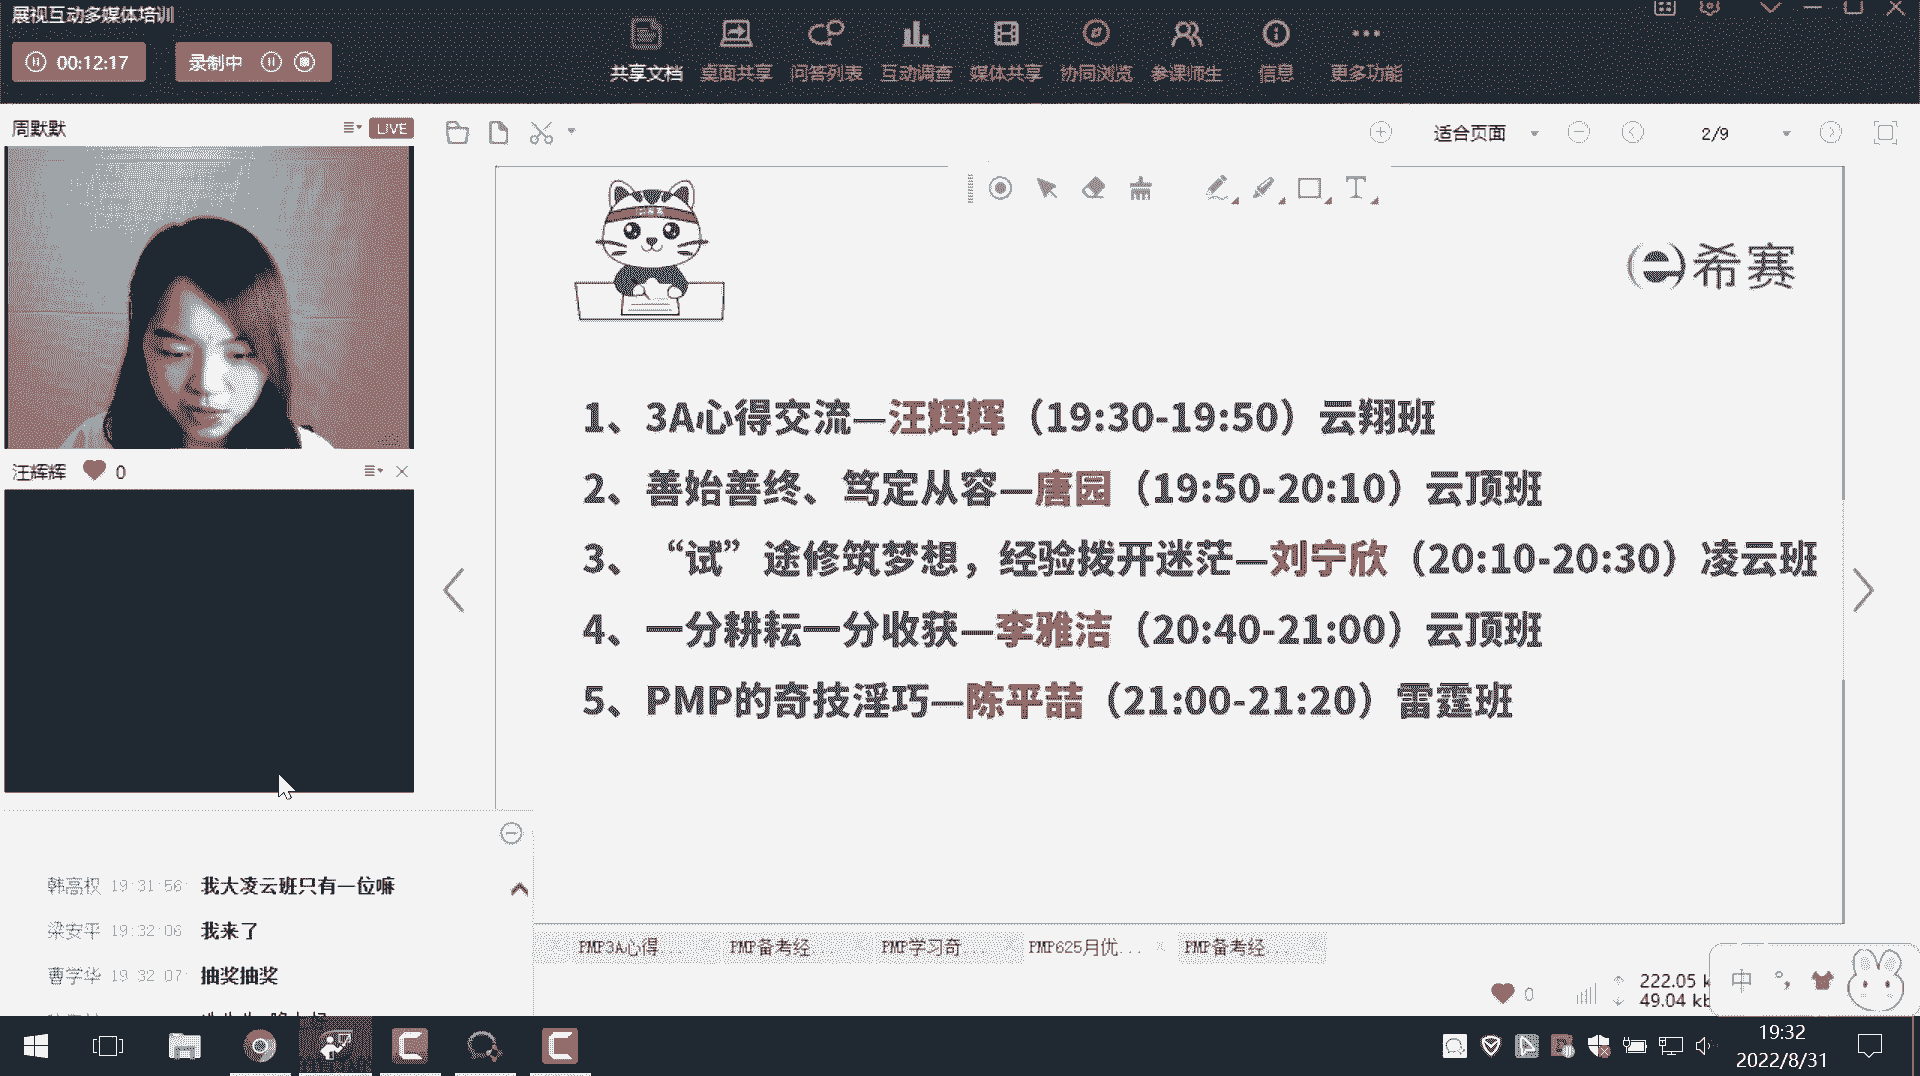 展视互动多媒体培训
00:12:17
录制中
共享文档
桌面共享
问答列表
互动调查
媒体共享
协同浏览
参课师生
信息
更多功能
周默默
LIVE
适合页面
2/9
希赛
1、3A心得交流—汪辉辉（19:30-19:50）云翔班
2、善始善终、笃定从容—唐园（19:50-20:10）云顶班
3、“试”途修筑梦想，经验拨开迷茫—刘宁欣（20:10-20:30）凌云班
4、一分耕耘一分收获—李雅洁（20:40-21:00）云顶班
5、PMP的奇技淫巧—陈平喆（21:00-21:20）雷霆班
汪辉辉
0
韩高权 19:31:56
我大凌云班只有一位嘛
梁安平 19:32:06
我来了
曹学华 19:32:07
抽奖抽奖
PMP3A心得...
PMP备考经...
PMP学习奇...
PMP625月优...
PMP备考经...
0
222.05 k
49.04 kb
中
19:32
2022/8/31